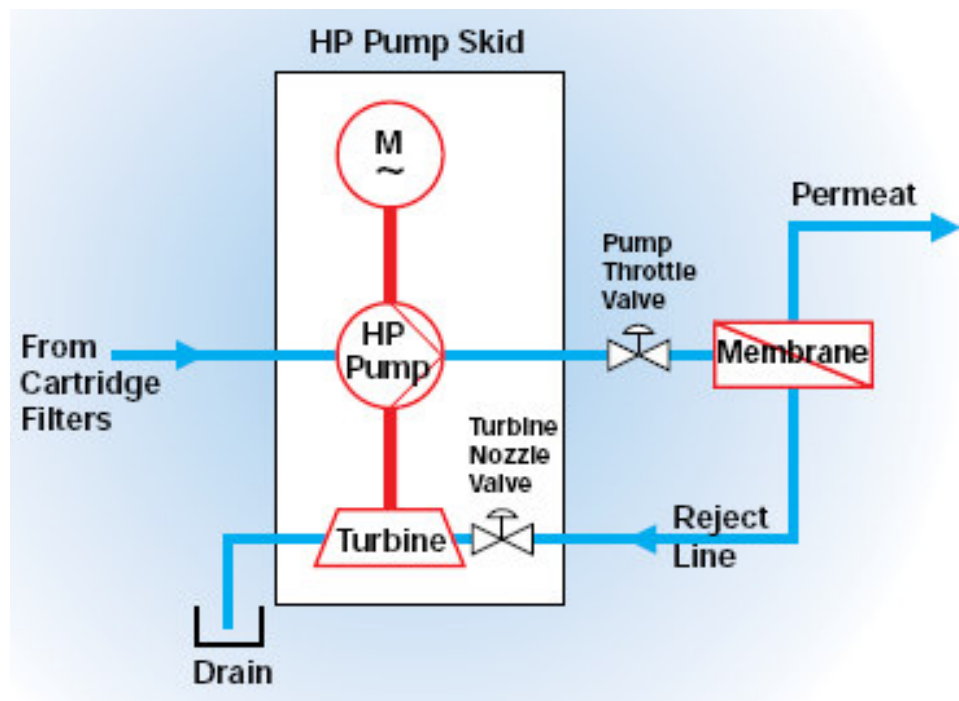 HP Pump Skid
M
~
Permeat
Pump
Throttle
Valve
HP
Pump
From
Cartridge
Filters
Membrane
Turbine
Nozzle
Valve
Reject
Line
Turbine
Drain